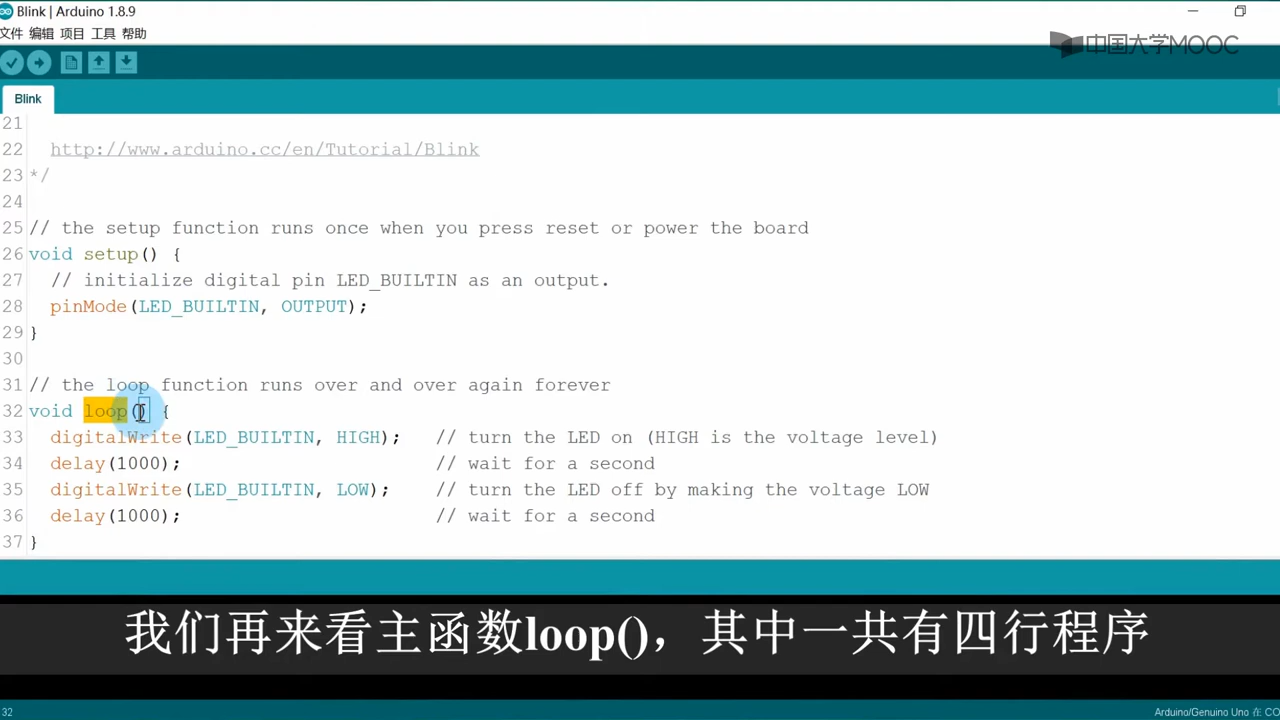 Blink | Arduino 1.8.9
文件 编辑 项目 工具 帮助
中国大学MOOC
Blink
21
22 http://www.arduino.cc/en/Tutorial/Blink
23 */
24
25 // the setup function runs once when you press reset or power the board
26 void setup() {
27 // initialize digital pin LED_BUILTIN as an output.
28 pinMode(LED_BUILTIN, OUTPUT);
29 }
30
31 // the loop function runs over and over again forever
32 void loop() {
33 digitalWrite(LED_BUILTIN, HIGH); // turn the LED on (HIGH is the voltage level)
34 delay(1000); // wait for a second
35 digitalWrite(LED_BUILTIN, LOW); // turn the LED off by making the voltage LOW
36 delay(1000); // wait for a second
37 }
我们再来看主函数loop(),其中一共有四行程序
32
Arduino/Genuino Uno 在 CO